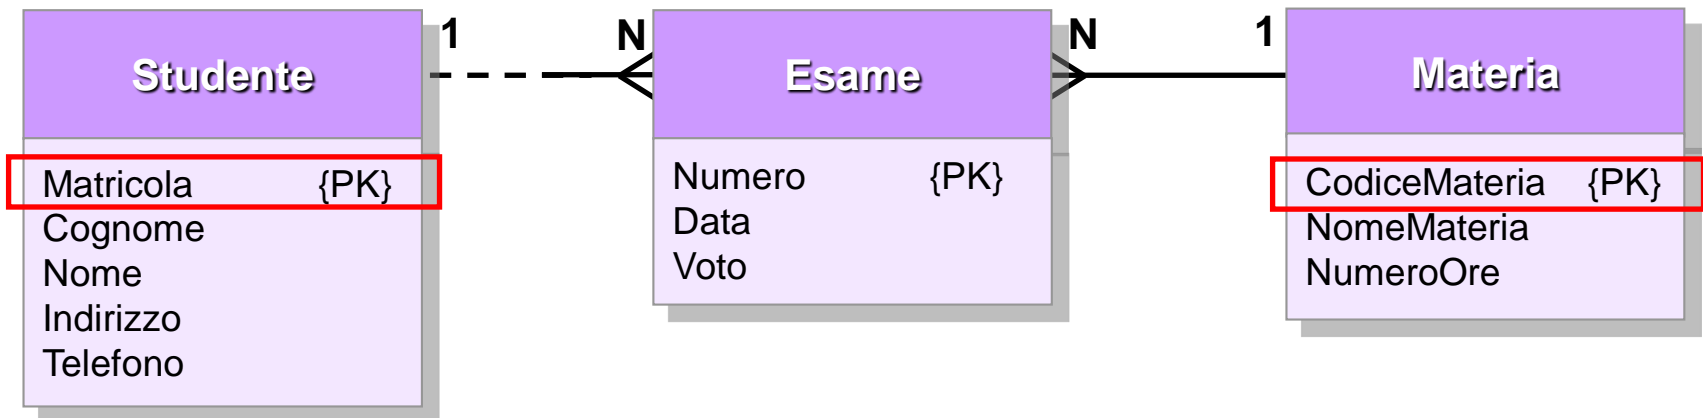 1 N N 1
Studente
Esame
Materia
Matricola {PK}
Cognome
Nome
Indirizzo
Telefono
Numero {PK}
Data
Voto
CodiceMateria {PK}
NomeMateria
NumeroOre